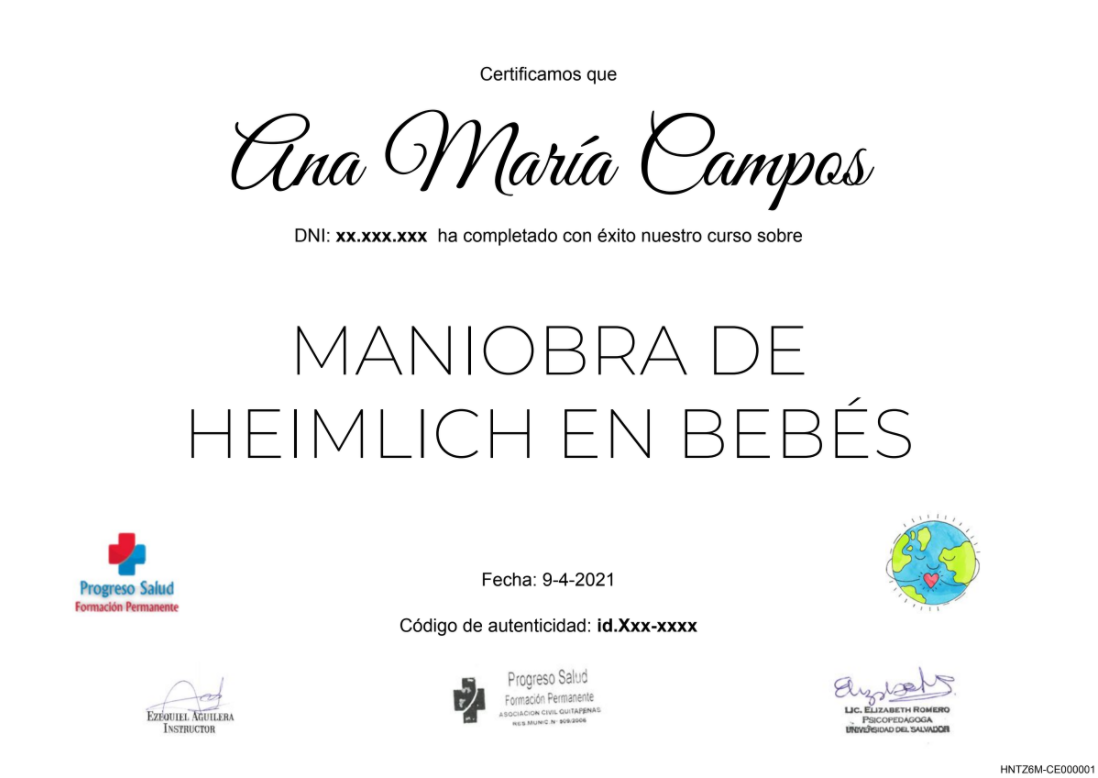 Certificamos que
Ana María Campos
DNI: xx.xxx.xxx ha completado con éxito nuestro curso sobre
MANIOBRA DE
HEIMLICH EN BEBÉS
Progreso Salud
Formación Permanente
Fecha: 9-4-2021
Código de autenticidad: id.Xxx-xxxx
EZEQUIEL AGUILERA
INSTRUCTOR
Progreso Salud
Formación Permanente
ASOCIACION CIVIL QUITAPENAS
RES.MUNIC.Nº 909/2006
LIC. ELIZABETH ROMERO
PSICOPEDAGOGA
UNIVERSIDAD DEL SALVADOR
HNTZ6M-CE000001